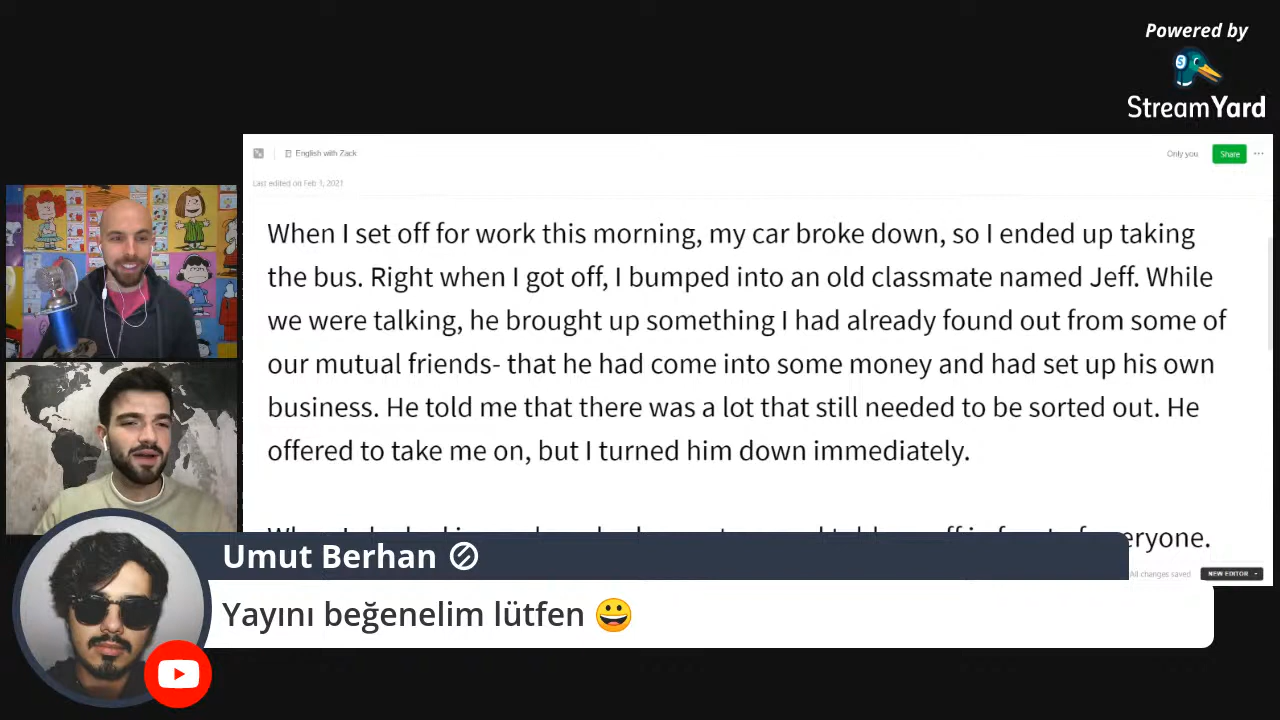 Powered by
StreamYard
English with Zack
Only you
Share
Last edited on Feb 1, 2021
When I set off for work this morning, my car broke down, so I ended up taking
the bus. Right when I got off, I bumped into an old classmate named Jeff. While
we were talking, he brought up something I had already found out from some of
our mutual friends- that he had come into some money and had set up his own
business. He told me that there was a lot that still needed to be sorted out. He
offered to take me on, but I turned him down immediately.
All changes saved
NEW EDITOR
Umut Berhan
Yayını beğenelim lütfen 😀